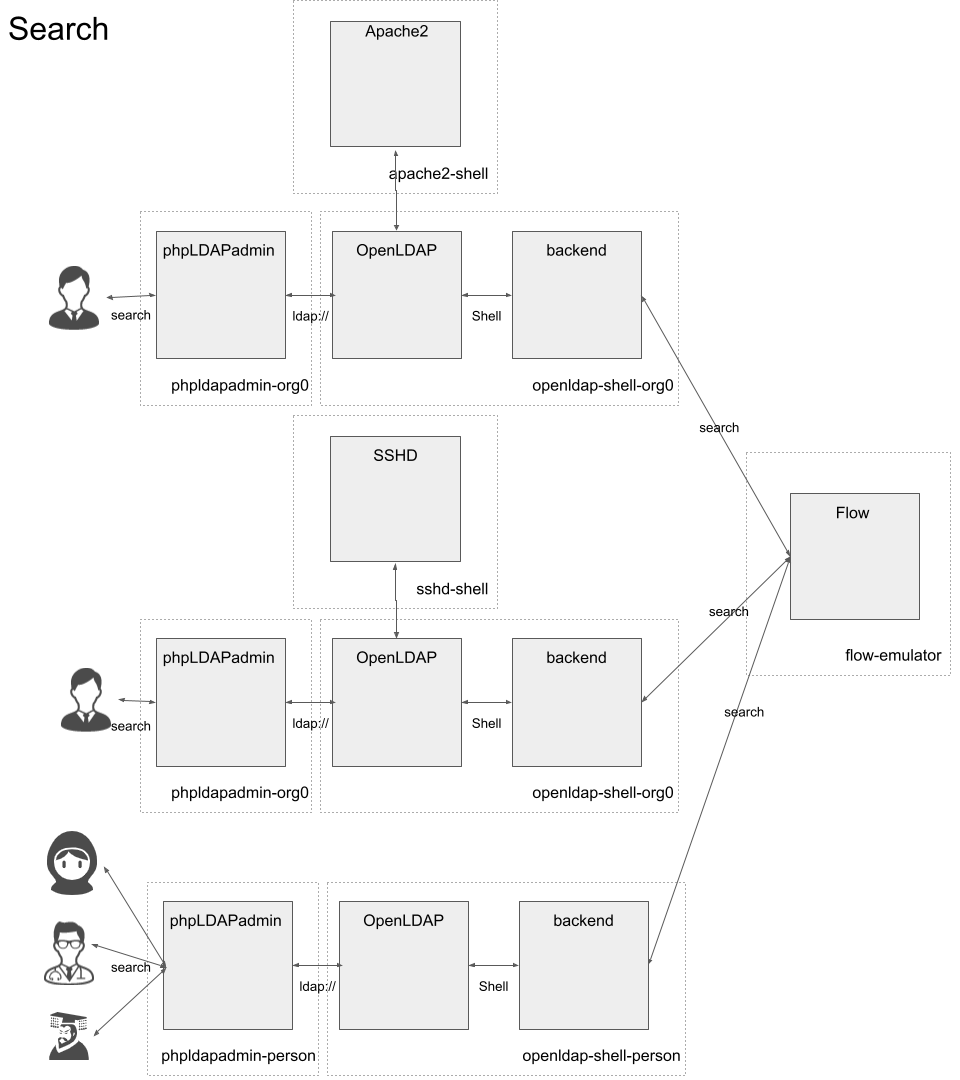 Search
Apache2
apache2-shell
phpLDAPadmin
OpenLDAP
backend
search
ldap://
Shell
phpldapadmin-org0
openldap-shell-org0
search
SSHD
Flow
sshd-shell
search
flow-emulator
phpLDAPadmin
OpenLDAP
backend
search
ldap://
Shell
search
phpldapadmin-org0
openldap-shell-org0
phpLDAPadmin
OpenLDAP
backend
search
ldap://
Shell
phpldapadmin-person
openldap-shell-person